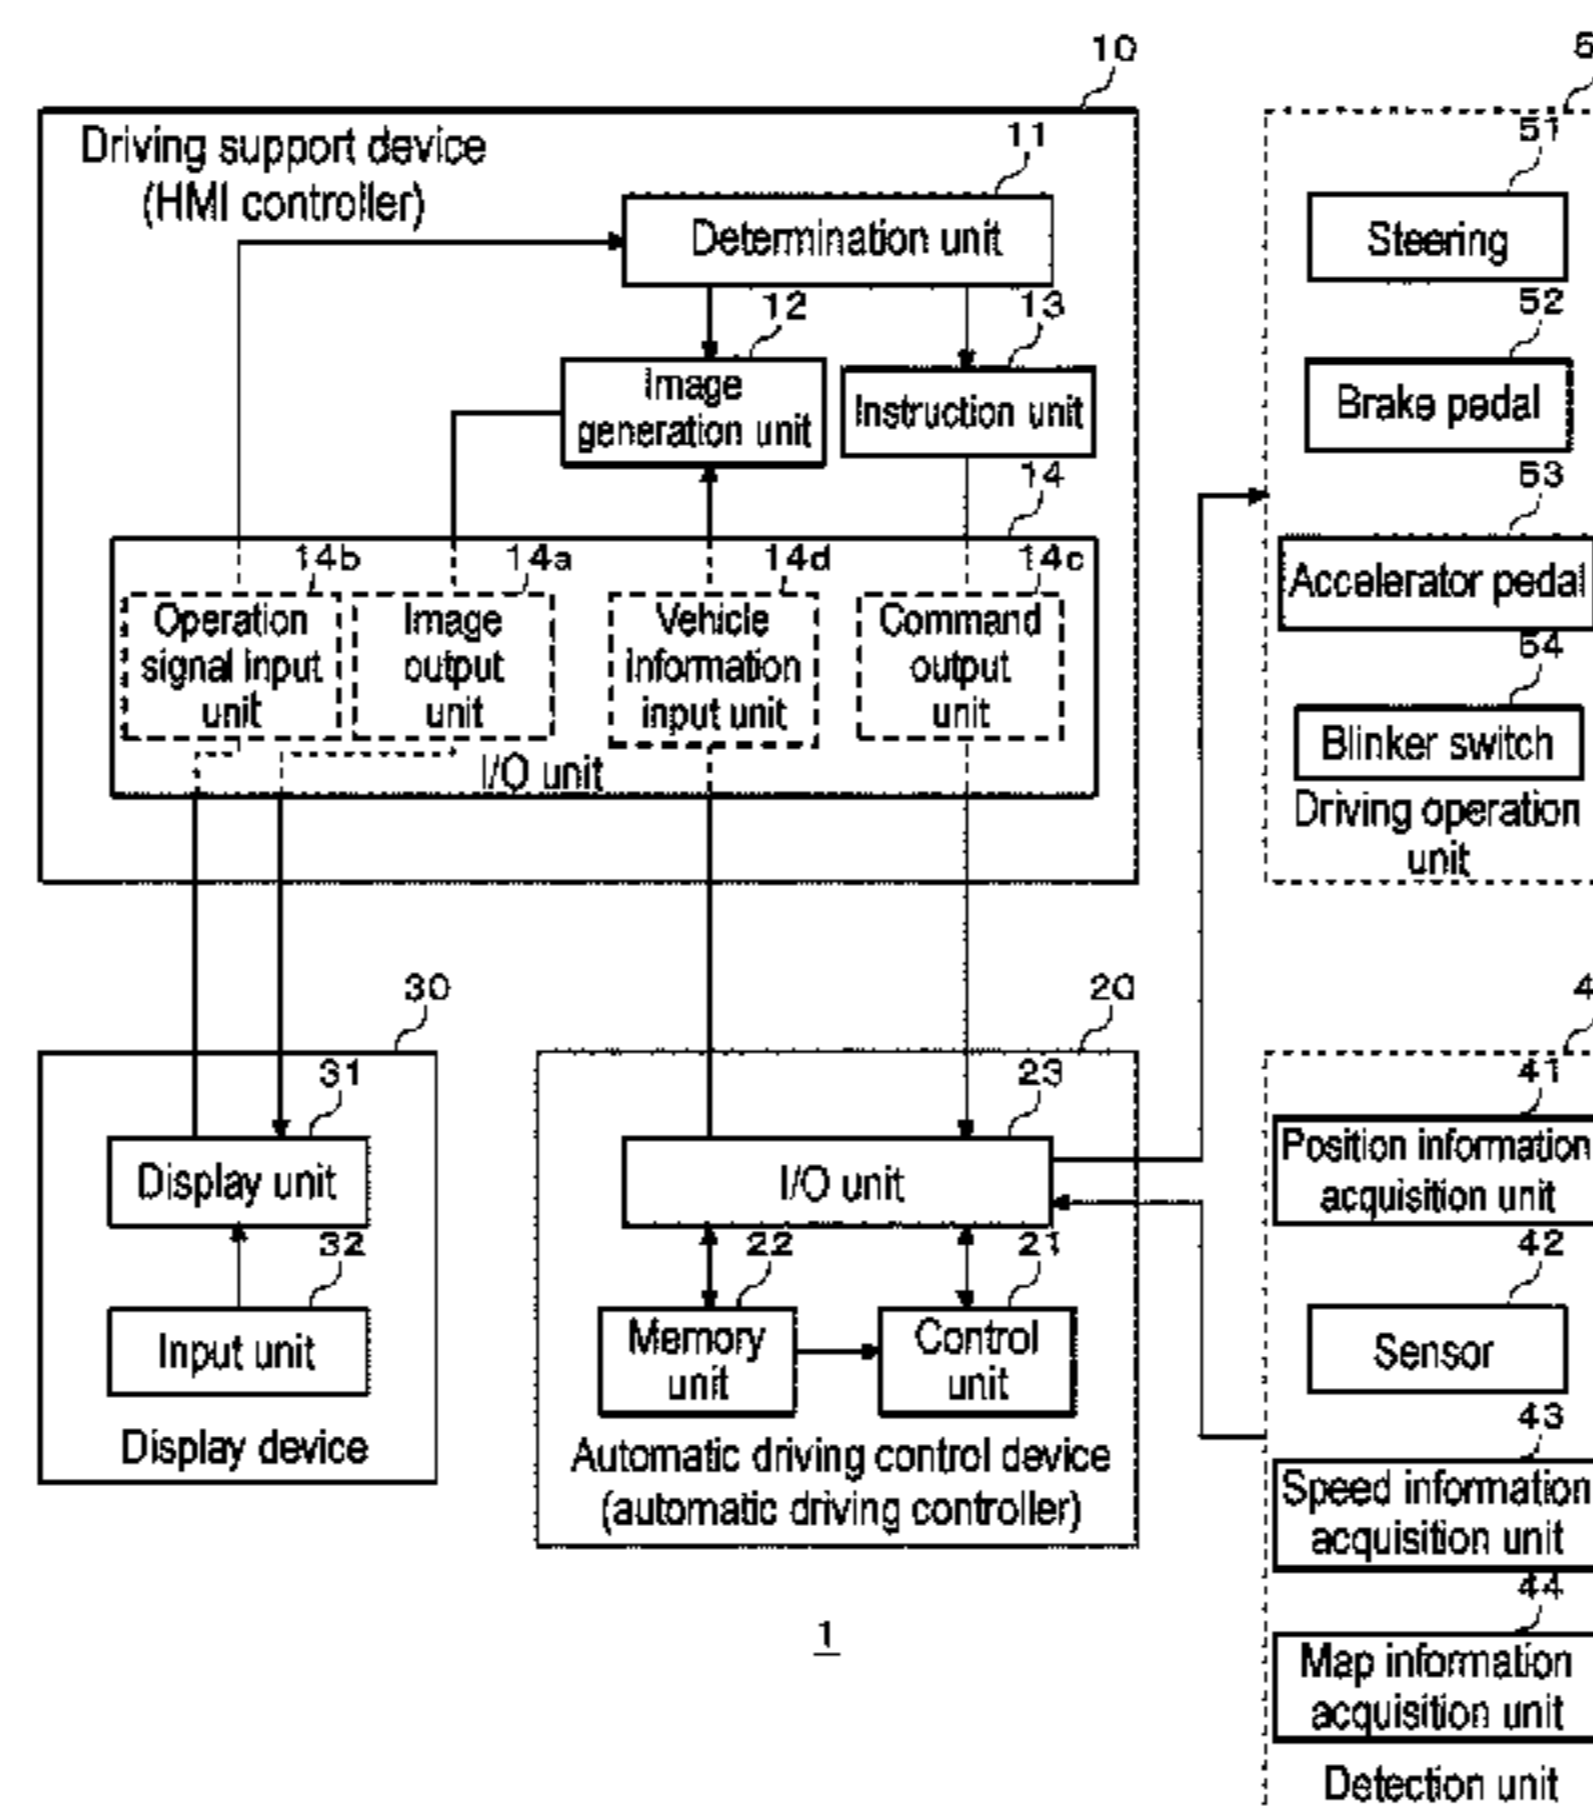 10
Driving support device
(HMI controller)
11
Determination unit
12
Image
generation unit
13
Instruction unit
14
14b
Operation
signal input
unit
14a
Image
output
unit
14d
Vehicle
information
input unit
14c
Command
output
unit
I/O unit
51
Steering
52
Brake pedal
53
Accelerator pedal
54
Blinker switch
Driving operation
unit
30
31
Display unit
32
Input unit
Display device
20
23
I/O unit
22
Memory
unit
21
Control
unit
Automatic driving control device
(automatic driving controller)
41
Position information
acquisition unit
42
Sensor
43
Speed information
acquisition unit
44
Map information
acquisition unit
Detection unit
1